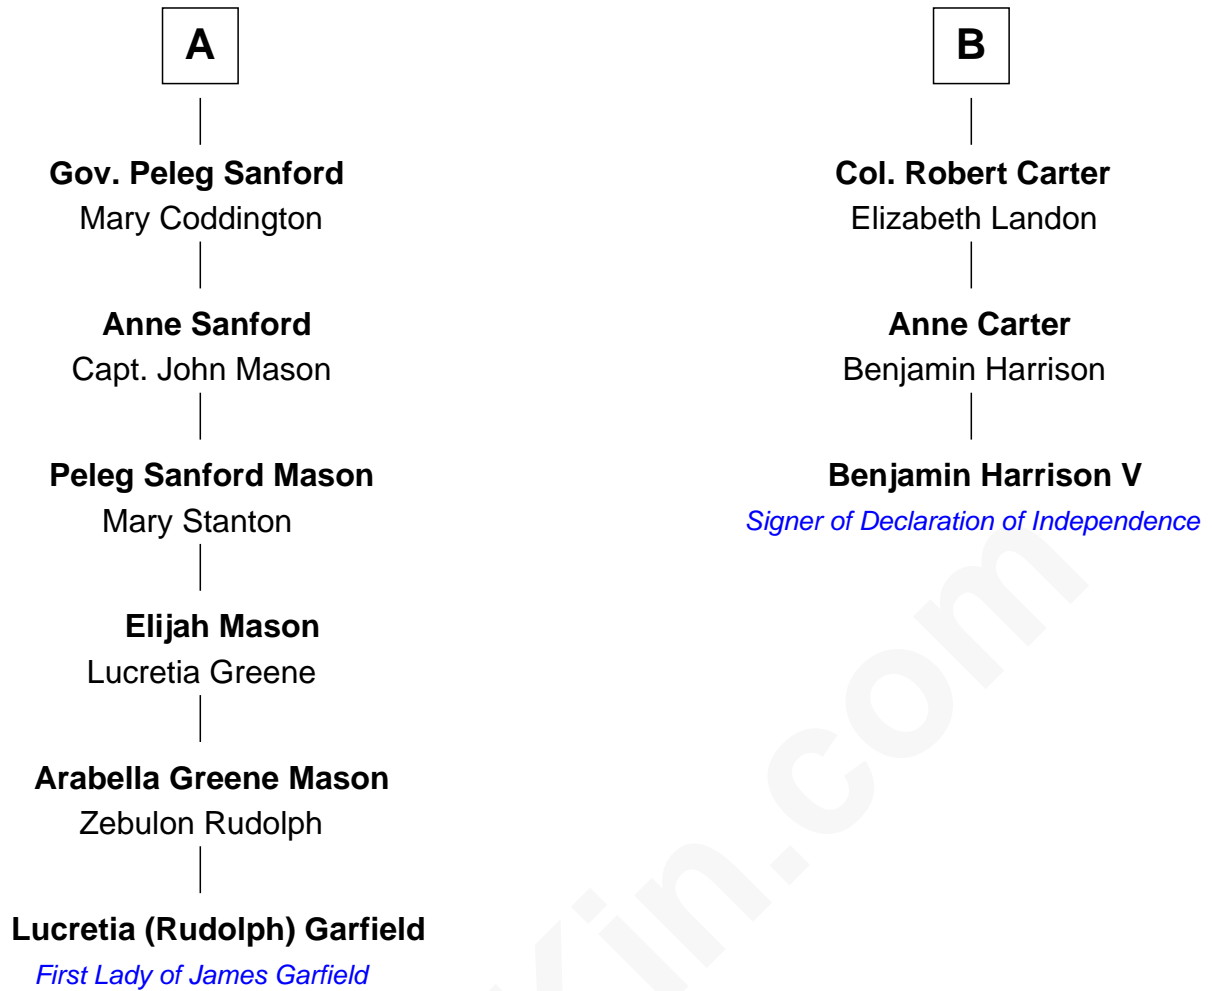 A
Gov. Peleg Sanford
Mary Coddington
Anne Sanford
Capt. John Mason
Peleg Sanford Mason
Mary Stanton
Elijah Mason
Lucretia Greene
Arabella Greene Mason
Zebulon Rudolph
Lucretia (Rudolph) Garfield
First Lady of James Garfield
B
Col. Robert Carter
Elizabeth Landon
Anne Carter
Benjamin Harrison
Benjamin Harrison V
Signer of Declaration of Independence
Kin.com